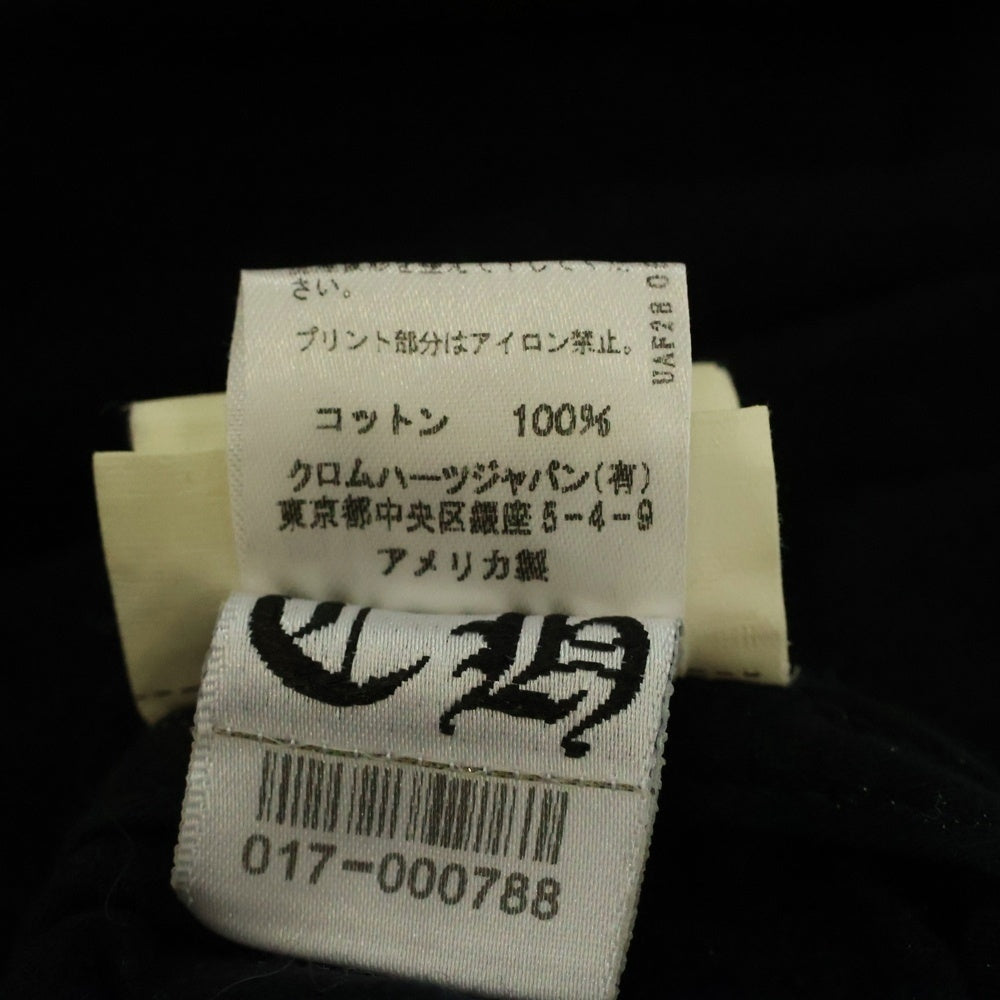 さい。
プリント部分はアイロン禁止。
コットン 100%
クロムハーツジャパン(有)
東京都中央区銀座5-4-9
アメリカ製
UAF28
CH
017-000788